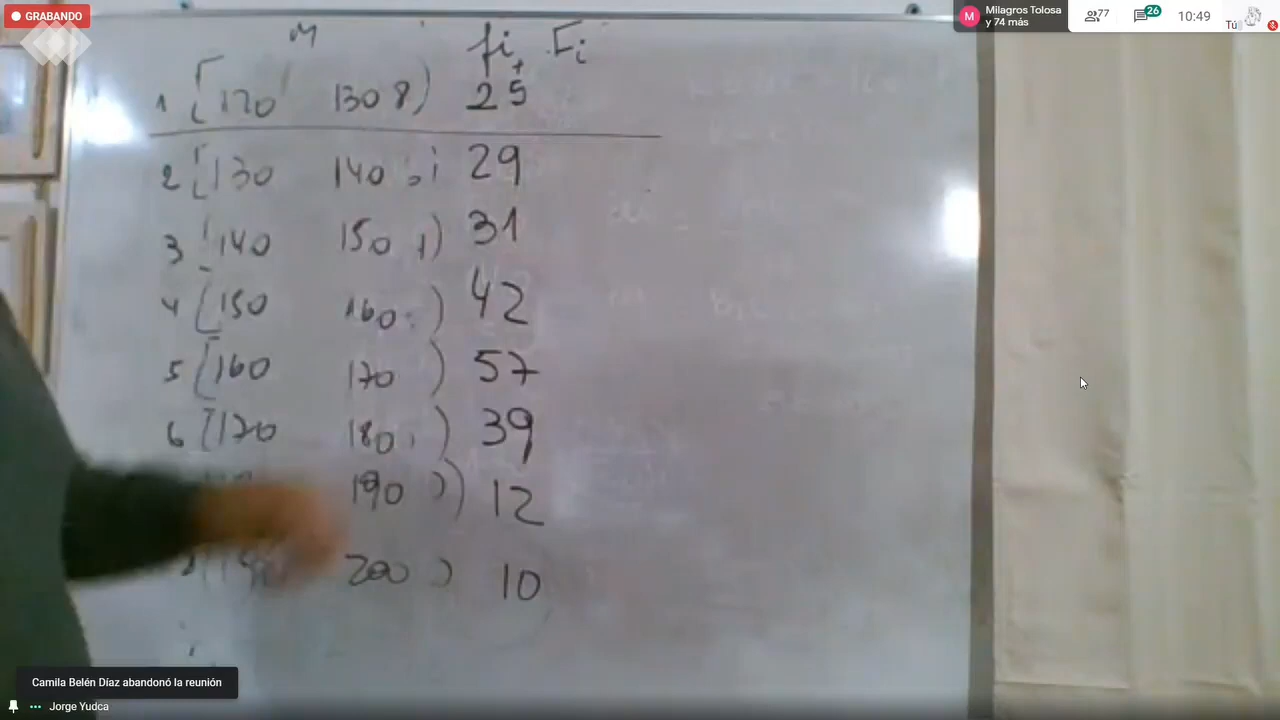 GRABANDO
Milagros Tolosa
y 74 más
77
26
10:49
Tú
M fi Fi
1 [120 130 ) 25
2 [130 140 29
3 [140 150 ) 31
4 [150 160 ) 42
5 [160 170 ) 57
6 [170 180 ) 39
190 ) 12
200 ) 10
Camila Belén Díaz abandonó la reunión
Jorge Yudca